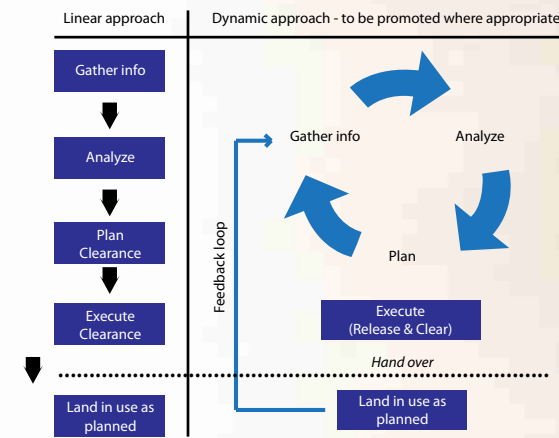 Linear approach
Dynamic approach - to be promoted where appropriate
Gather info
Analyze
Plan
Clearance
Execute
Clearance
Land in use as
planned
Gather info
Analyze
Plan
Feedback loop
Execute
(Release & Clear)
Hand over
Land in use as
planned